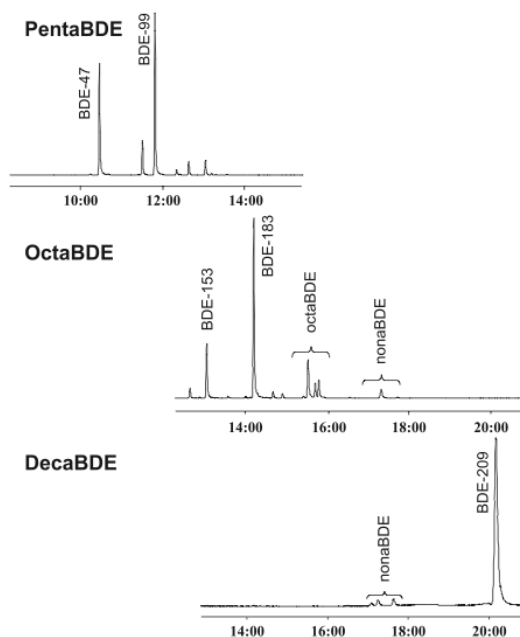 PentaBDE
BDE-47
BDE-99
10:00 12:00 14:00
OctaBDE
BDE-153
BDE-183
octaBDE
nonaBDE
14:00 16:00 18:00 20:00
DecaBDE
nonaBDE
BDE-209
14:00 16:00 18:00 20:00